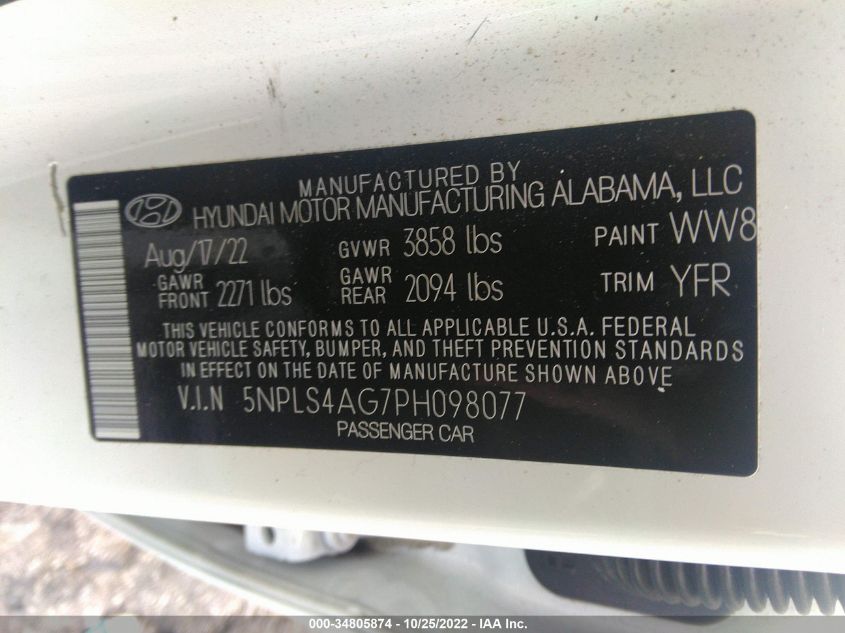 MANUFACTURED BY
HYUNDAI MOTOR MANUFACTURING ALABAMA, LLC
Aug/17/22 GVWR 3858 lbs PAINT WW8
GAWR FRONT 2271 lbs GAWR REAR 2094 lbs TRIM YFR
THIS VEHICLE CONFORMS TO ALL APPLICABLE U.S.A. FEDERAL
MOTOR VEHICLE SAFETY, BUMPER, AND THEFT PREVENTION STANDARDS
IN EFFECT ON THE DATE OF MANUFACTURE SHOWN ABOVE
V.I.N 5NPLS4AG7PH098077
PASSENGER CAR
000-34805874 - 10/25/2022 - IAA Inc.